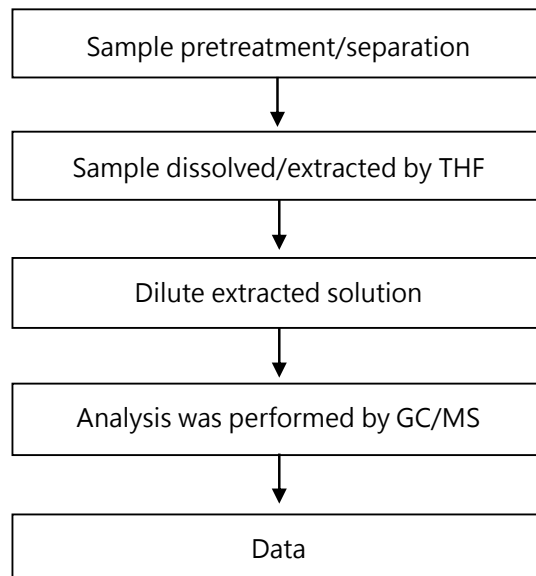 Sample pretreatment/separation
Sample dissolved/extracted by THF
Dilute extracted solution
Analysis was performed by GC/MS
Data